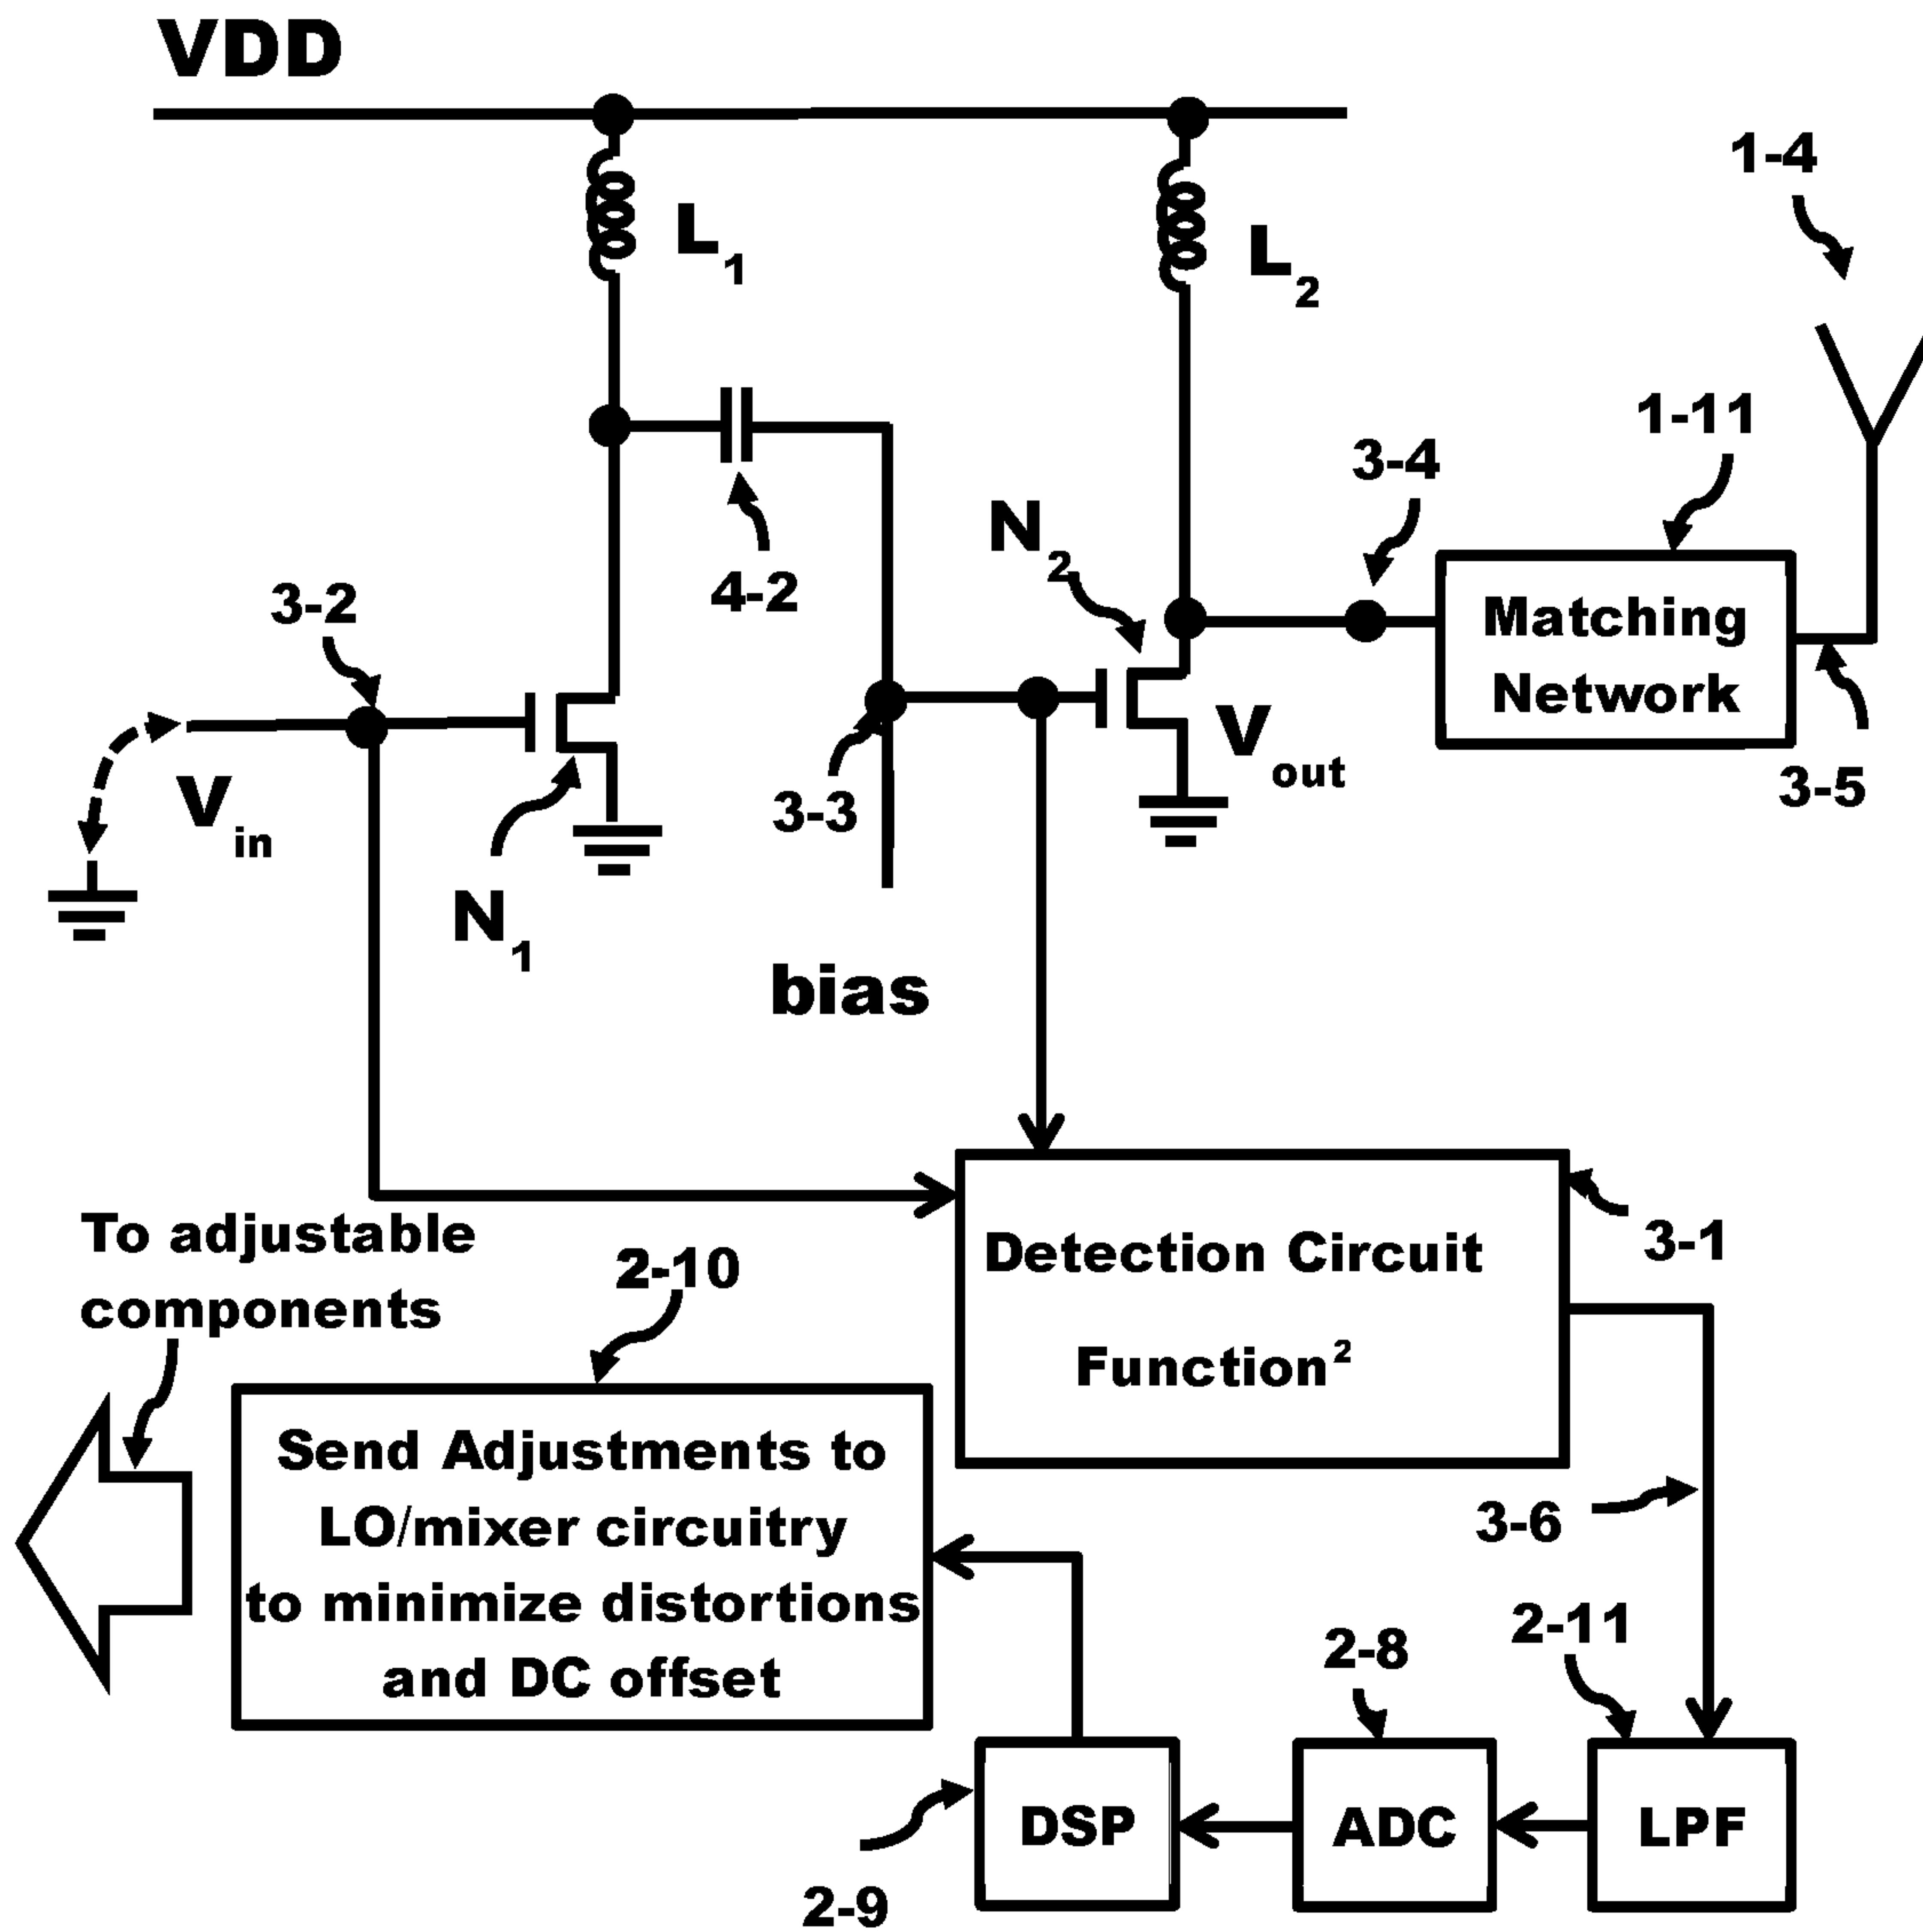 VDD
1-4
L1
L2
1-11
3-4
N2
4-2
3-2
Matching
Network
Vin
Vout
3-3
3-5
N1
bias
To adjustable
components
2-10
Detection Circuit
Function²
3-1
Send Adjustments to
LO/mixer circuitry
to minimize distortions
and DC offset
3-6
2-11
2-8
DSP
ADC
LPF
2-9